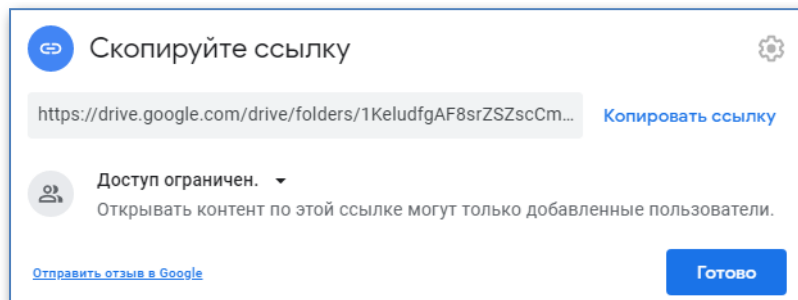 Скопируйте ссылку
https://drive.google.com/drive/folders/1KeludfgAF8srZSZscCm...
Копировать ссылку
Доступ ограничен.
Открывать контент по этой ссылке могут только добавленные пользователи.
Отправить отзыв в Google
Готово